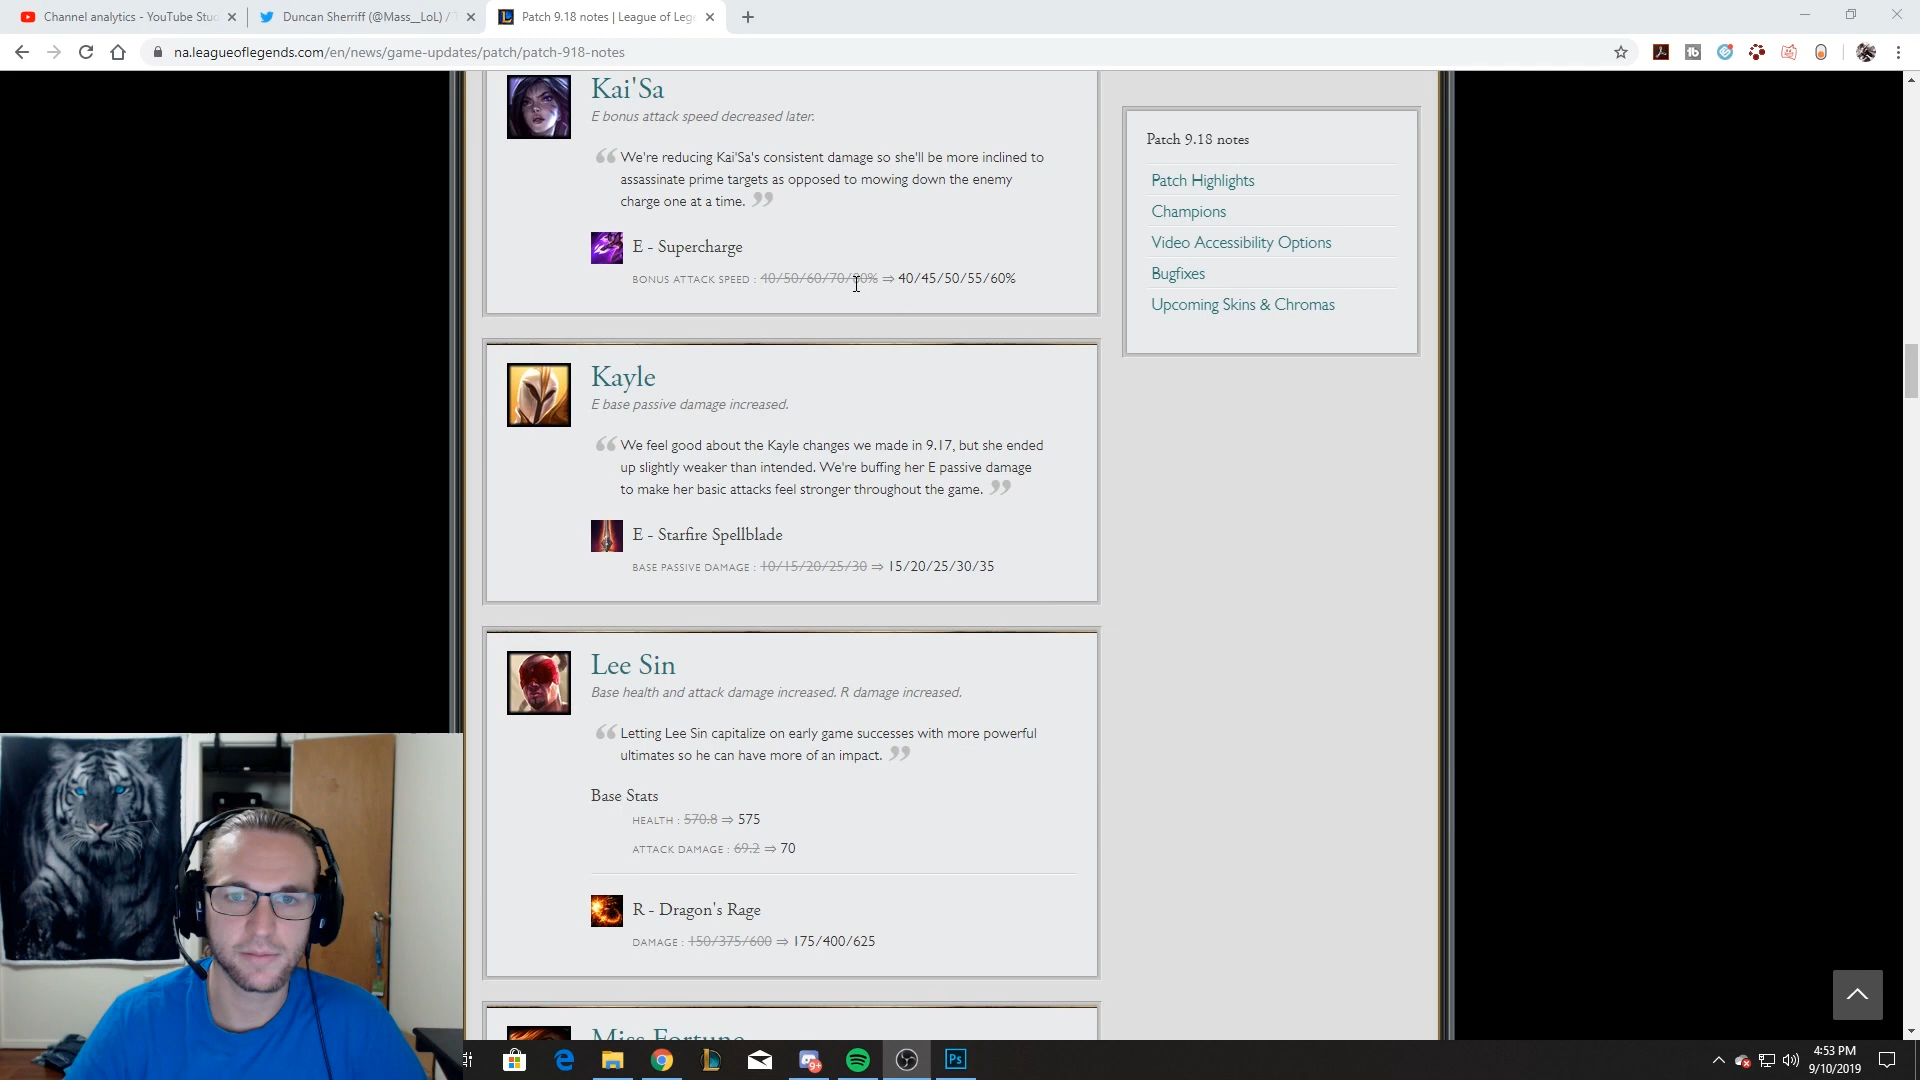 Channel analytics - YouTube Stu
Duncan Sherriff (@Mass__LoL) / T
Patch 9.18 notes | League of Lege
na.leagueoflegends.com/en/news/game-updates/patch/patch-918-notes
Kai'Sa
E bonus attack speed decreased later.
“ We're reducing Kai'Sa's consistent damage so she'll be more inclined to
assassinate prime targets as opposed to mowing down the enemy
charge one at a time. ”
E - Supercharge
BONUS ATTACK SPEED : 40/50/60/70/80% ⇒ 40/45/50/55/60%
Kayle
E base passive damage increased.
“ We feel good about the Kayle changes we made in 9.17, but she ended
up slightly weaker than intended. We're buffing her E passive damage
to make her basic attacks feel stronger throughout the game. ”
E - Starfire Spellblade
BASE PASSIVE DAMAGE : 10/15/20/25/30 ⇒ 15/20/25/30/35
Lee Sin
Base health and attack damage increased. R damage increased.
“ Letting Lee Sin capitalize on early game successes with more powerful
ultimates so he can have more of an impact. ”
Base Stats
HEALTH : 570.8 ⇒ 575
ATTACK DAMAGE : 69.2 ⇒ 70
R - Dragon's Rage
DAMAGE : 150/375/600 ⇒ 175/400/625
Miss Fortune
Patch 9.18 notes
Patch Highlights
Champions
Video Accessibility Options
Bugfixes
Upcoming Skins & Chromas
9+
Ps
4:53 PM
9/10/2019